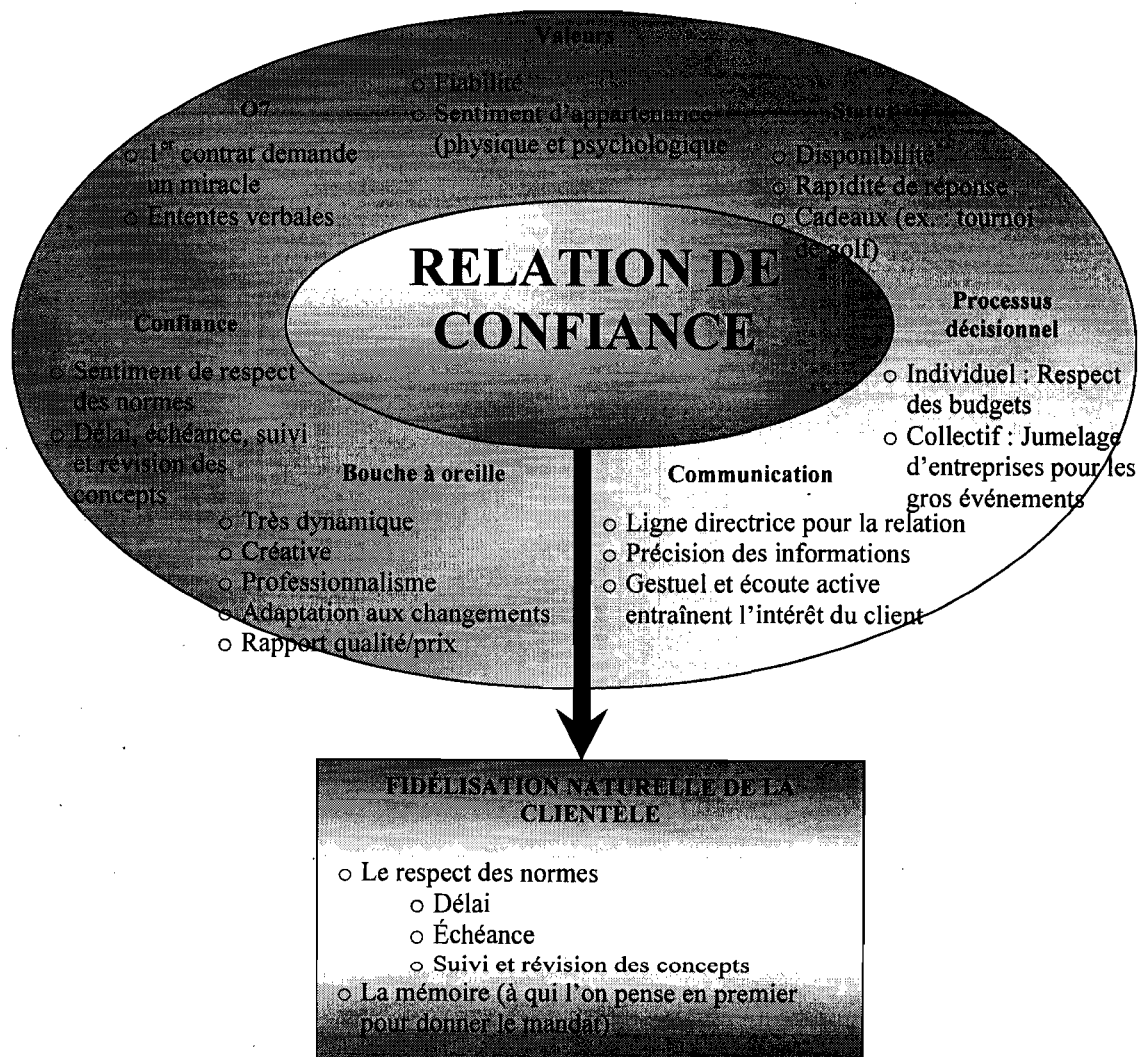 Valeurs
o Fiabilité
o Sentiment d'appartenance
(physique et psychologique
O7
o 1er contrat demande
un miracle
o Ententes verbales
o Disponibilité
o Rapidité de réponse
o Cadeaux (ex. : tournoi
de golf)
RELATION DE
CONFIANCE
Confiance
o Sentiment de respect
des normes
o Délai, échéance, suivi
et révision des
concepts
Processus
décisionnel
o Individuel : Respect
des budgets
o Collectif : Jumelage
d'entreprises pour les
gros événements
Bouche à oreille
o Très dynamique
o Créative
o Professionnalisme
o Adaptation aux changements
o Rapport qualité/prix
Communication
o Ligne directrice pour la relation
o Précision des informations
o Gestuel et écoute active
entraînent l'intérêt du client
FIDÉLISATION NATURELLE DE LA
CLIENTÈLE
o Le respect des normes
o Délai
o Échéance
o Suivi et révision des concepts
o La mémoire (à qui l'on pense en premier
pour donner le mandat)